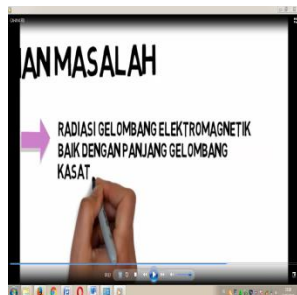 AN MASALAH
RADIASI GELOMBANG ELEKTROMAGNETIK
BAIK DENGAN PANJANG GELOMBANG
KASAT